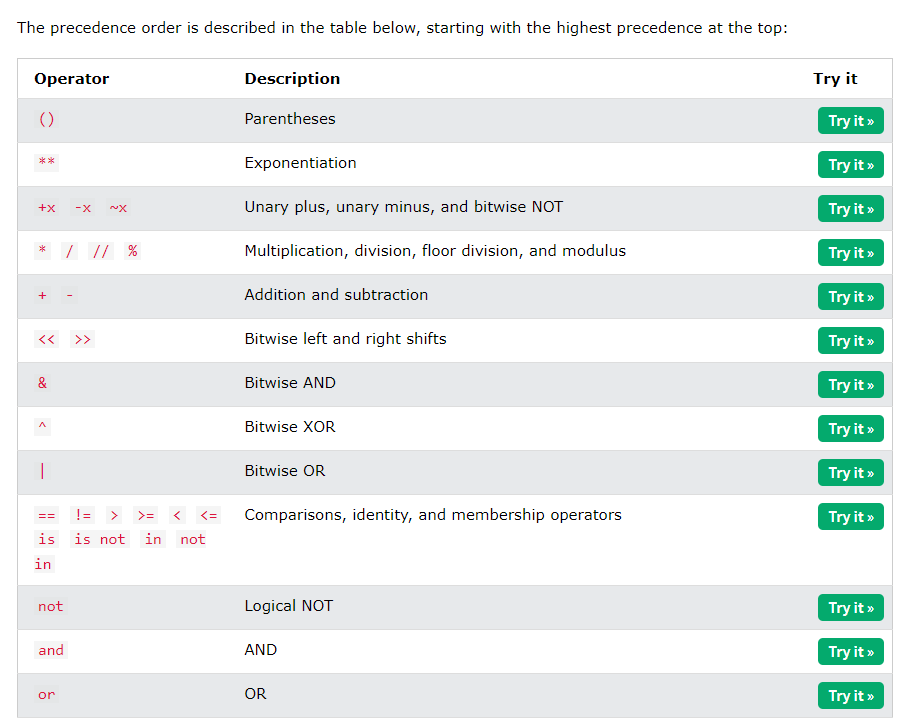 The precedence order is described in the table below, starting with the highest precedence at the top:
Operator Description Try it
() Parentheses Try it »
** Exponentiation Try it »
+x -x ~x Unary plus, unary minus, and bitwise NOT Try it »
* / // % Multiplication, division, floor division, and modulus Try it »
+ - Addition and subtraction Try it »
<< >> Bitwise left and right shifts Try it »
& Bitwise AND Try it »
^ Bitwise XOR Try it »
| Bitwise OR Try it »
== != > >= < <= Comparisons, identity, and membership operators Try it »
is is not in not
in
not Logical NOT Try it »
and AND Try it »
or OR Try it »